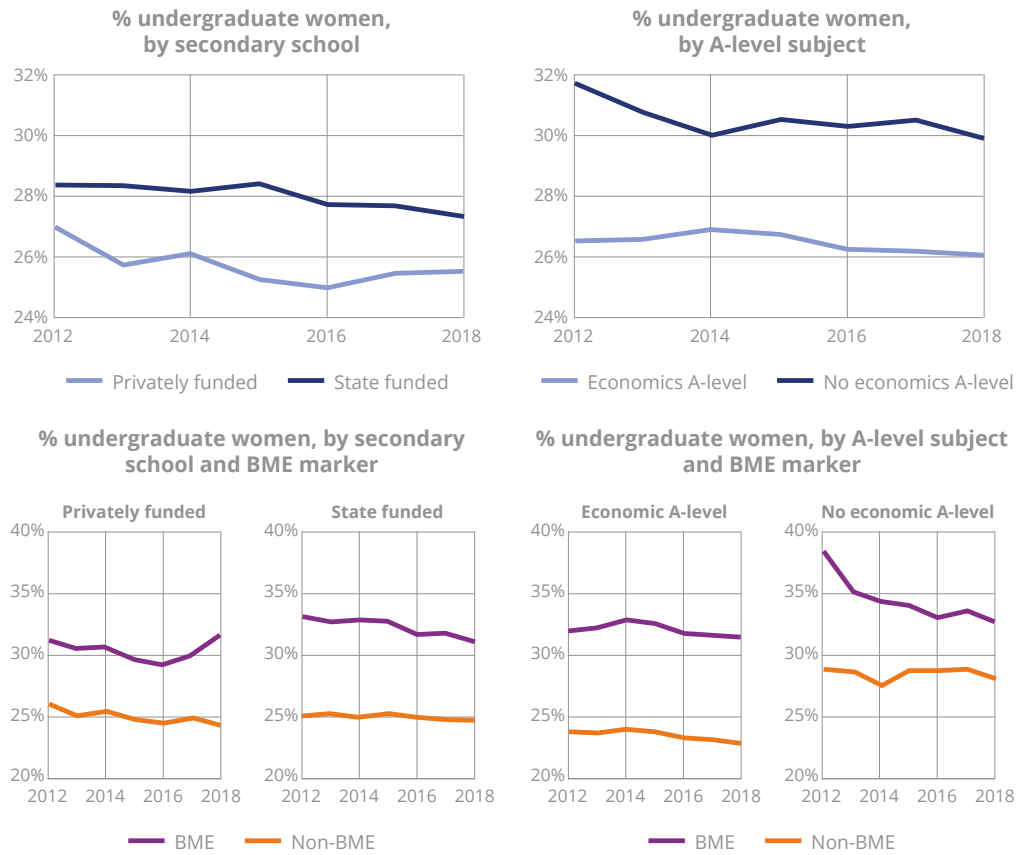 % undergraduate women,
by secondary school
32%
30%
28%
26%
24%
2012 2014 2016 2018
Privately funded State funded
% undergraduate women,
by A-level subject
32%
30%
28%
26%
24%
2012 2014 2016 2018
Economics A-level No economics A-level
% undergraduate women, by secondary
school and BME marker
Privately funded
40%
35%
30%
25%
20%
2012 2014 2016 2018
State funded
40%
35%
30%
25%
20%
2012 2014 2016 2018
BME Non-BME
% undergraduate women, by A-level subject
and BME marker
Economic A-level
40%
35%
30%
25%
20%
2012 2014 2016 2018
No economic A-level
40%
35%
30%
25%
20%
2012 2014 2016 2018
BME Non-BME